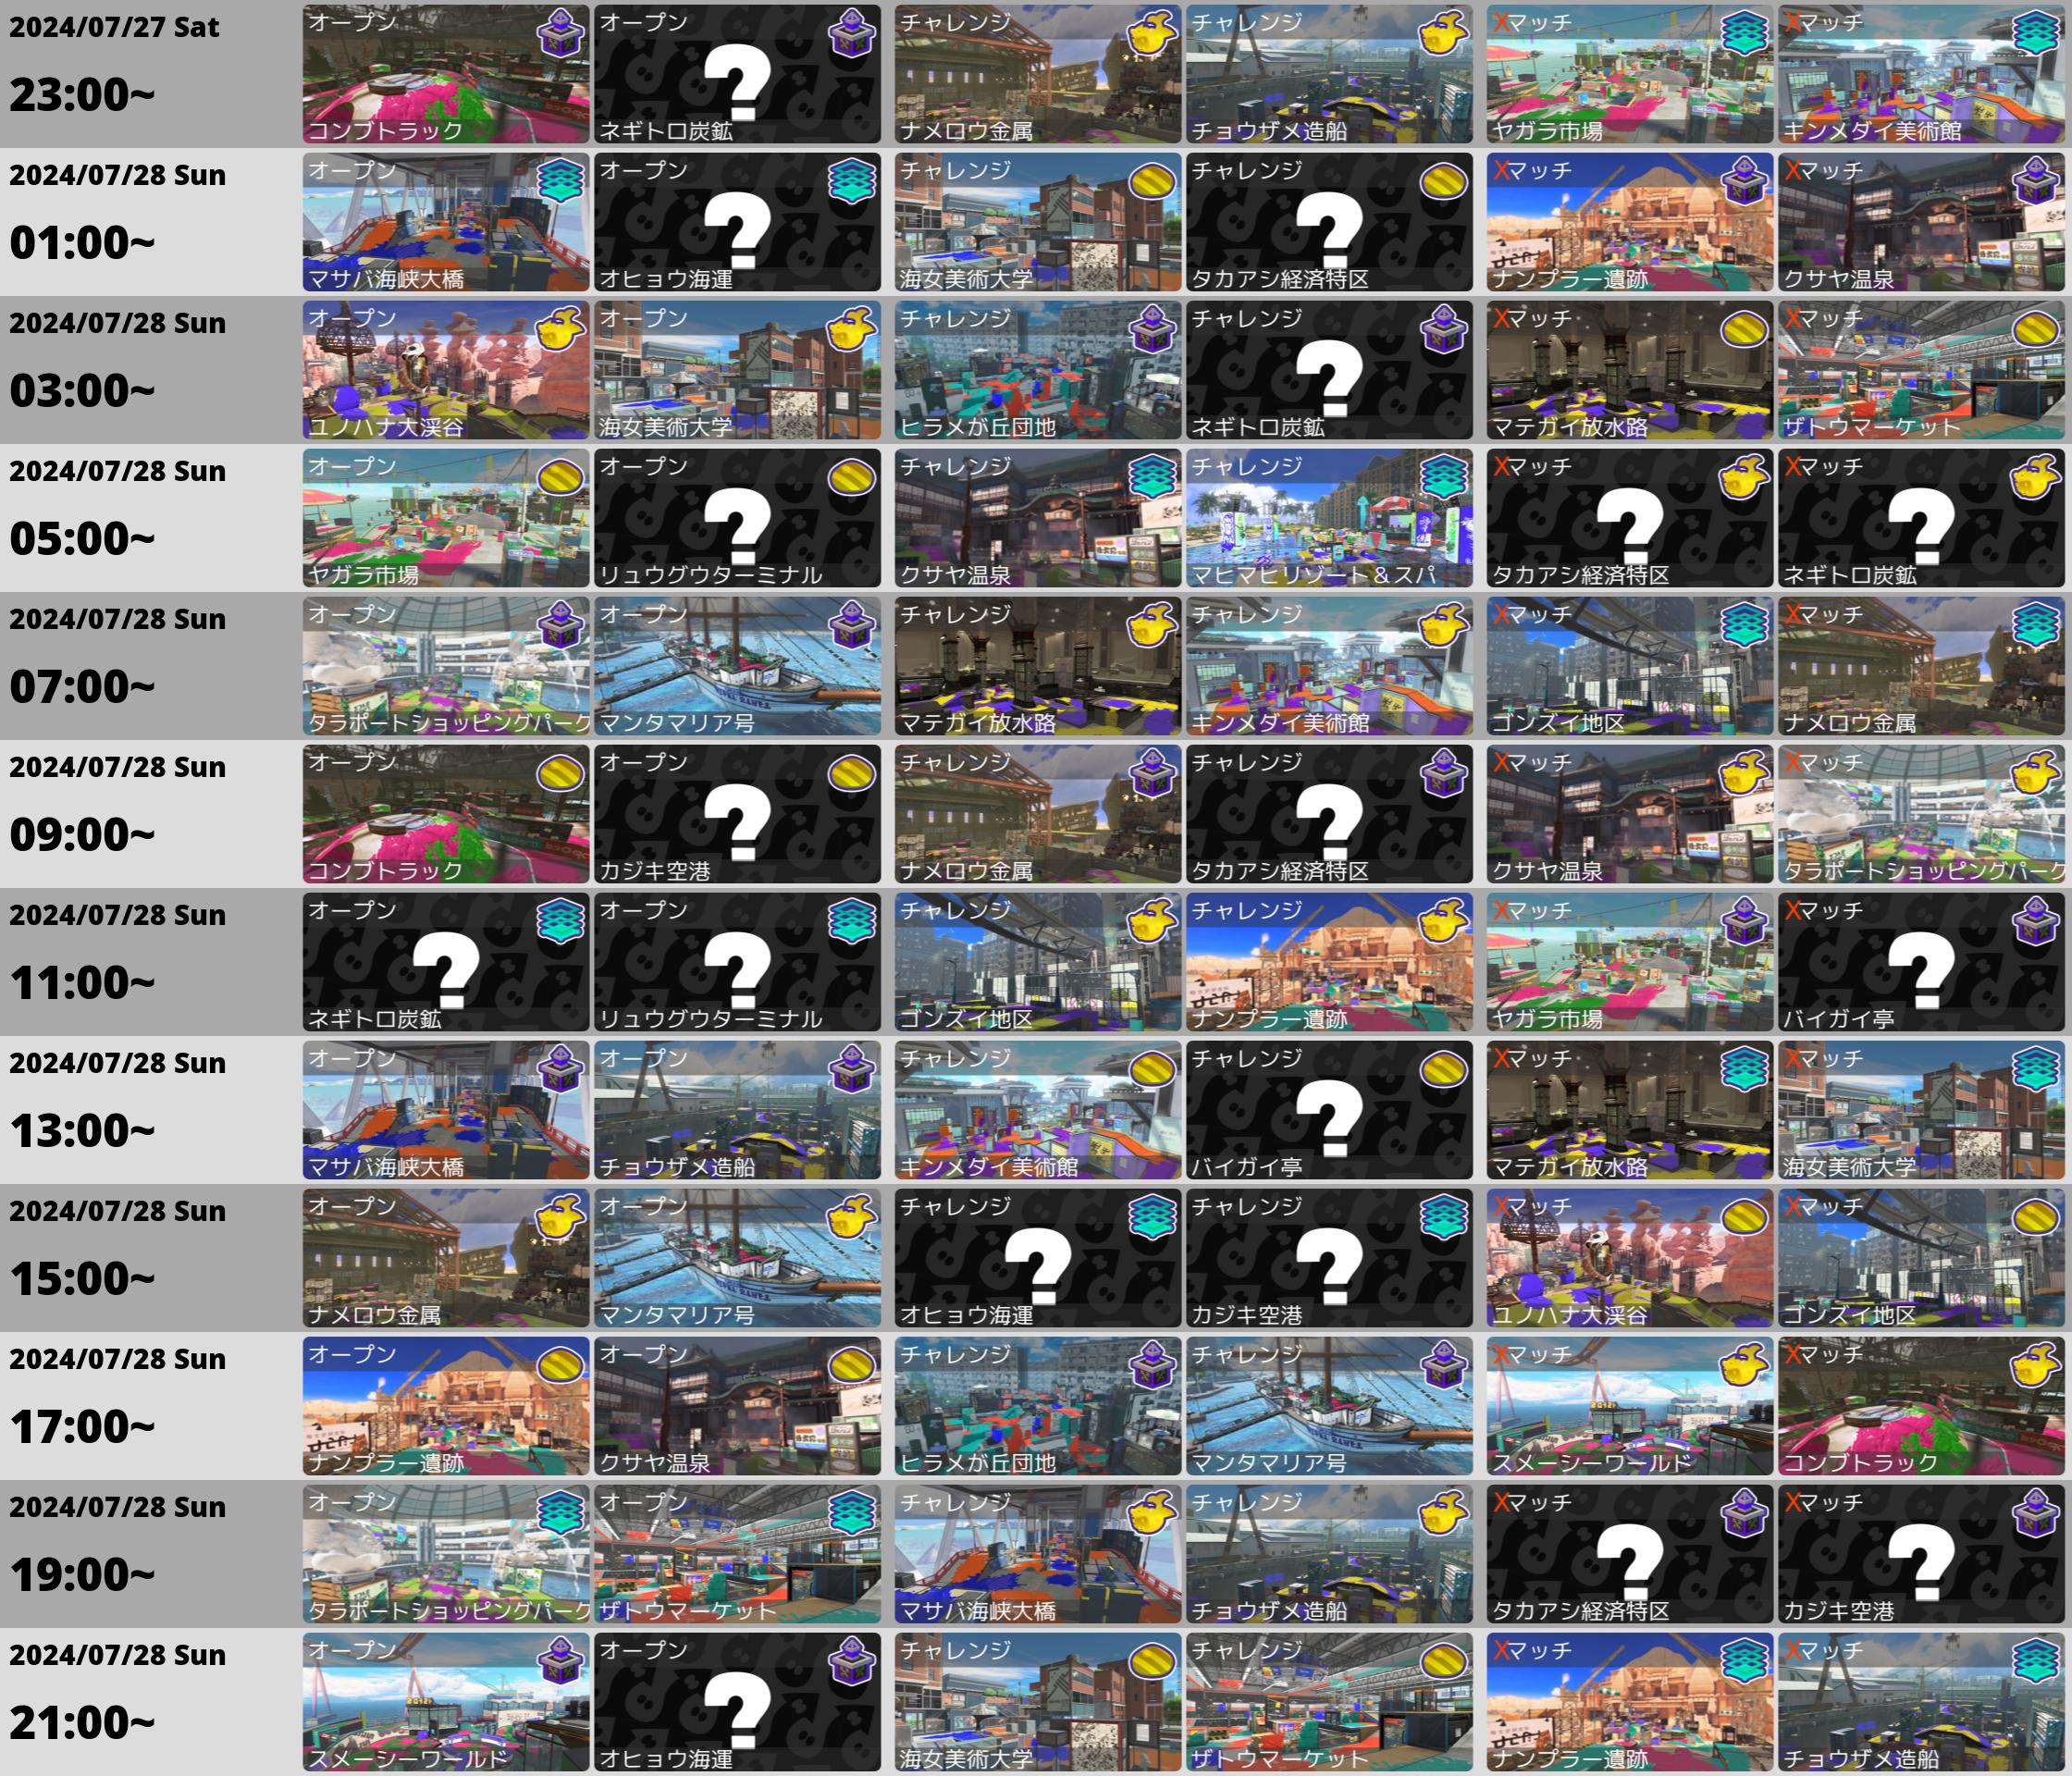 2024/07/27 Sat
23:00~
オープン
コンブトラック
オープン
ネギトロ炭鉱
チャレンジ
ナメロウ金属
チャレンジ
チョウザメ造船
Xマッチ
ヤガラ市場
Xマッチ
キンメダイ美術館
2024/07/28 Sun
01:00~
オープン
マサバ海峡大橋
オープン
オヒョウ海運
チャレンジ
海女美術大学
チャレンジ
タカアシ経済特区
Xマッチ
ナンプラー遺跡
Xマッチ
クサヤ温泉
2024/07/28 Sun
03:00~
オープン
ユノハナ大渓谷
オープン
海女美術大学
チャレンジ
ヒラメが丘団地
チャレンジ
ネギトロ炭鉱
Xマッチ
マテガイ放水路
Xマッチ
ザトウマーケット
2024/07/28 Sun
05:00~
オープン
ヤガラ市場
オープン
リュウグウターミナル
チャレンジ
クサヤ温泉
チャレンジ
マヒマヒリゾート&スパ
Xマッチ
タカアシ経済特区
Xマッチ
ネギトロ炭鉱
2024/07/28 Sun
07:00~
オープン
タラポートショッピングパーク
オープン
マンタマリア号
チャレンジ
マテガイ放水路
チャレンジ
キンメダイ美術館
Xマッチ
ゴンズイ地区
Xマッチ
ナメロウ金属
2024/07/28 Sun
09:00~
オープン
コンブトラック
オープン
カジキ空港
チャレンジ
ナメロウ金属
チャレンジ
タカアシ経済特区
Xマッチ
クサヤ温泉
Xマッチ
タラポートショッピングパーク
2024/07/28 Sun
11:00~
オープン
ネギトロ炭鉱
オープン
リュウグウターミナル
チャレンジ
ゴンズイ地区
チャレンジ
ナンプラー遺跡
Xマッチ
ヤガラ市場
Xマッチ
バイガイ亭
2024/07/28 Sun
13:00~
オープン
マサバ海峡大橋
オープン
チョウザメ造船
チャレンジ
キンメダイ美術館
チャレンジ
バイガイ亭
Xマッチ
マテガイ放水路
Xマッチ
海女美術大学
2024/07/28 Sun
15:00~
オープン
ナメロウ金属
オープン
マンタマリア号
チャレンジ
オヒョウ海運
チャレンジ
カジキ空港
Xマッチ
ユノハナ大渓谷
Xマッチ
ゴンズイ地区
2024/07/28 Sun
17:00~
オープン
ナンプラー遺跡
オープン
クサヤ温泉
チャレンジ
ヒラメが丘団地
チャレンジ
マンタマリア号
Xマッチ
スメーシーワールド
Xマッチ
コンブトラック
2024/07/28 Sun
19:00~
オープン
タラポートショッピングパーク
オープン
ザトウマーケット
チャレンジ
マサバ海峡大橋
チャレンジ
チョウザメ造船
Xマッチ
タカアシ経済特区
Xマッチ
カジキ空港
2024/07/28 Sun
21:00~
オープン
スメーシーワールド
オープン
オヒョウ海運
チャレンジ
海女美術大学
チャレンジ
ザトウマーケット
Xマッチ
ナンプラー遺跡
Xマッチ
チョウザメ造船